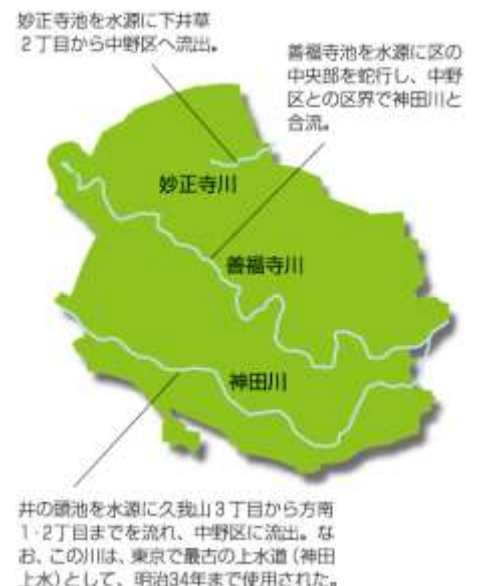 妙正寺池を水源に下井草
2丁目から中野区へ流出。
善福寺池を水源に区の
中央部を蛇行し、中野
区との区界で神田川と
合流。
妙正寺川
善福寺川
神田川
井の頭池を水源に久我山3丁目から方南
1・2丁目までを流れ、中野区に流出。な
お、この川は、東京で最古の上水道(神田
上水)として、明治34年まで使用された。